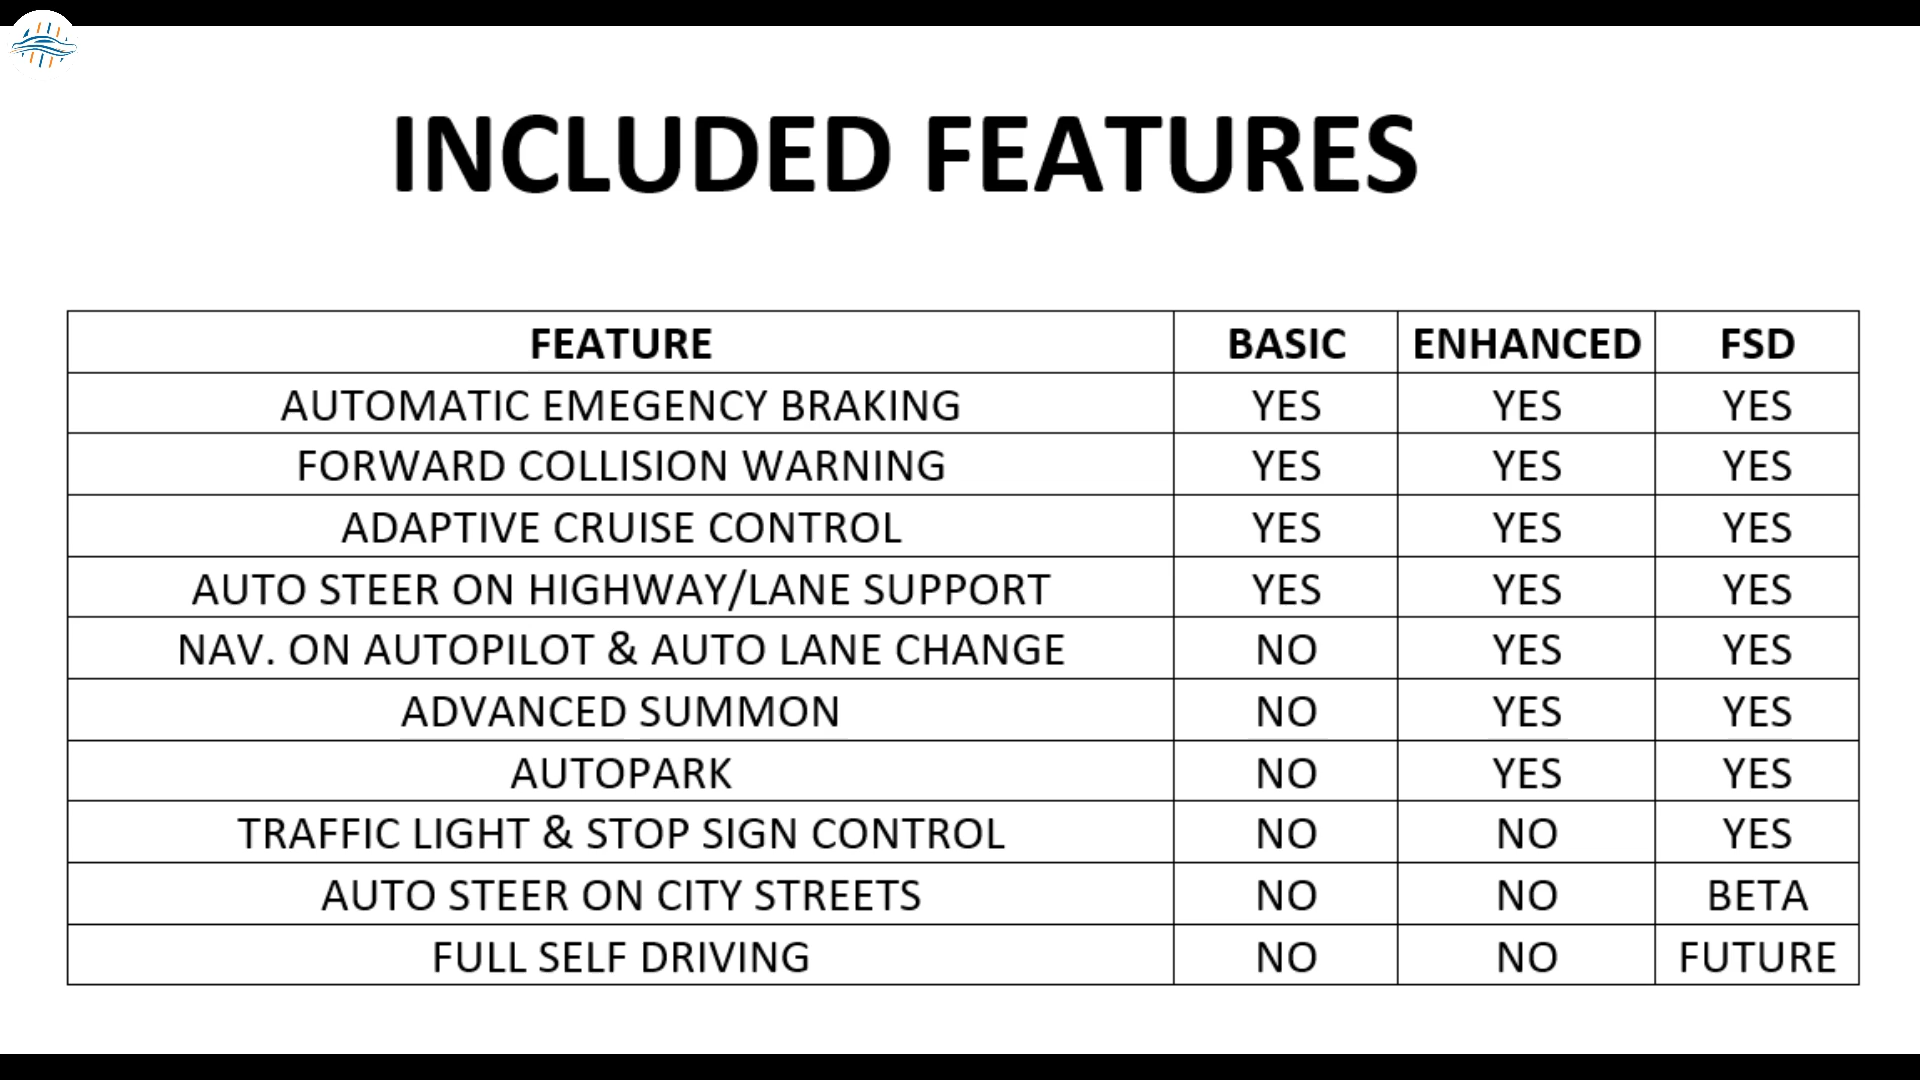 INCLUDED FEATURES
FEATURE BASIC ENHANCED FSD
AUTOMATIC EMEGENCY BRAKING YES YES YES
FORWARD COLLISION WARNING YES YES YES
ADAPTIVE CRUISE CONTROL YES YES YES
AUTO STEER ON HIGHWAY/LANE SUPPORT YES YES YES
NAV. ON AUTOPILOT & AUTO LANE CHANGE NO YES YES
ADVANCED SUMMON NO YES YES
AUTOPARK NO YES YES
TRAFFIC LIGHT & STOP SIGN CONTROL NO NO YES
AUTO STEER ON CITY STREETS NO NO BETA
FULL SELF DRIVING NO NO FUTURE